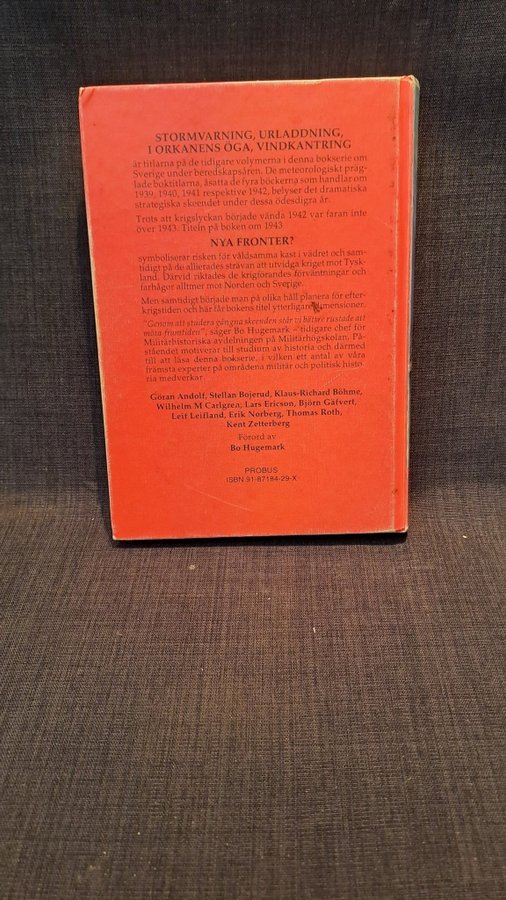 STORMVARNING, URLADDNING,
I ORKANENS ÖGA, VINDKANTRING
är titlarna på de tidigare volymerna i denna bokserie om
Sverige under beredskapsåren. De meteorologiskt präg-
lade boktitlarna, åsatta de fyra böckerna som handlar om
1939, 1940, 1941 respektive 1942, belyser det dramatiska
strategiska skeendet under dessa ödesdigra år.
Trots att krigslyckan började vända 1942 var faran inte
över 1943. Titeln på boken om 1943
NYA FRONTER?
symboliserar risken för våldsamma kast i vädret och sam-
tidigt på de allierades strävan att utvidga kriget mot Tysk-
land. Därvid riktades de krigförandes förväntningar och
farhågor alltmer mot Norden och Sverige.
Men samtidigt började man på olika håll planera för efter-
krigstiden och här får bokens titel ytterligare dimensioner.
"Genom att studera gångna skeenden står vi bättre rustade att
möta framtiden", säger Bo Hugemark – tidigare chef för
Militärhistoriska avdelningen på Militärhögskolan. På-
ståendet motiverar till studium av historia och därmed
till att läsa denna bokserie, i vilken ett antal av våra
främsta experter på områdena militär och politisk histo-
ria medverkar.
Göran Andolf, Stellan Bojerud, Klaus-Richard Böhme,
Wilhelm M Carlgren, Lars Ericson, Björn Gäfvert,
Leif Leifland, Erik Norberg, Thomas Roth,
Kent Zetterberg
Förord av
Bo Hugemark
PROBUS
ISBN 91-87184-29-X